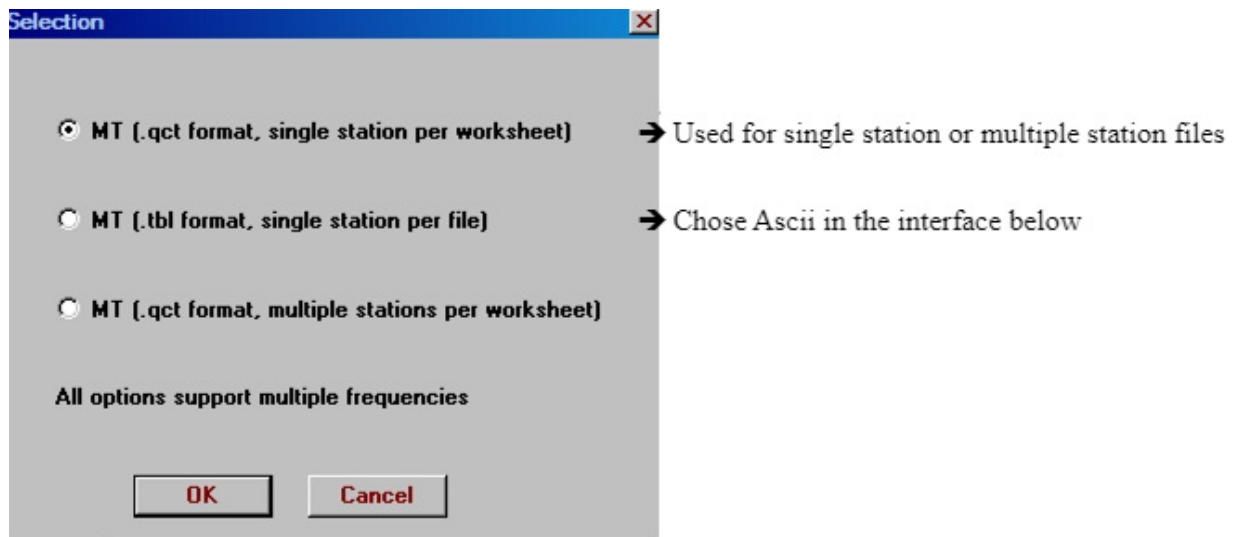 Selection
MT (.qct format, single station per worksheet) ➔ Used for single station or multiple station files
MT (.tbl format, single station per file) ➔ Chose Ascii in the interface below
MT (.qct format, multiple stations per worksheet)
All options support multiple frequencies
OK Cancel